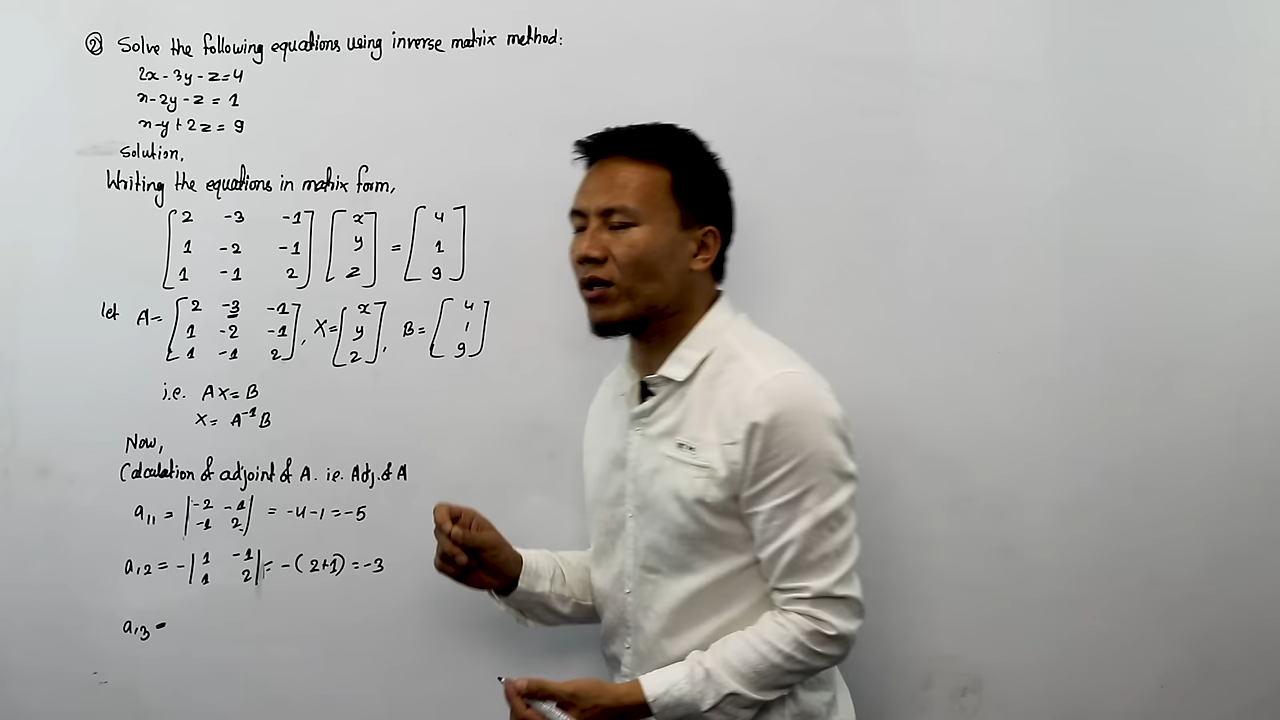 ② Solve the following equations using inverse matrix method:
2x - 3y - z = 4
x - 2y - z = 1
x - y + 2z = 9
Solution,
Writing the equations in matrix form,
[2 -3 -1] [x] [4]
[1 -2 -1] [y] = [1]
[1 -1 2] [z] [9]
let A= [2 -3 -1; 1 -2 -1; 1 -1 2], X= [x; y; z], B= [4; 1; 9]
i.e. AX = B
X = A⁻¹B
Now,
Calculation of adjoint of A. i.e. Adj. of A
a₁₁ = |-2 -1; -1 2| = -4-1 = -5
a₁₂ = -|1 -1; 1 2| = -(2+1) = -3
a₁₃ =